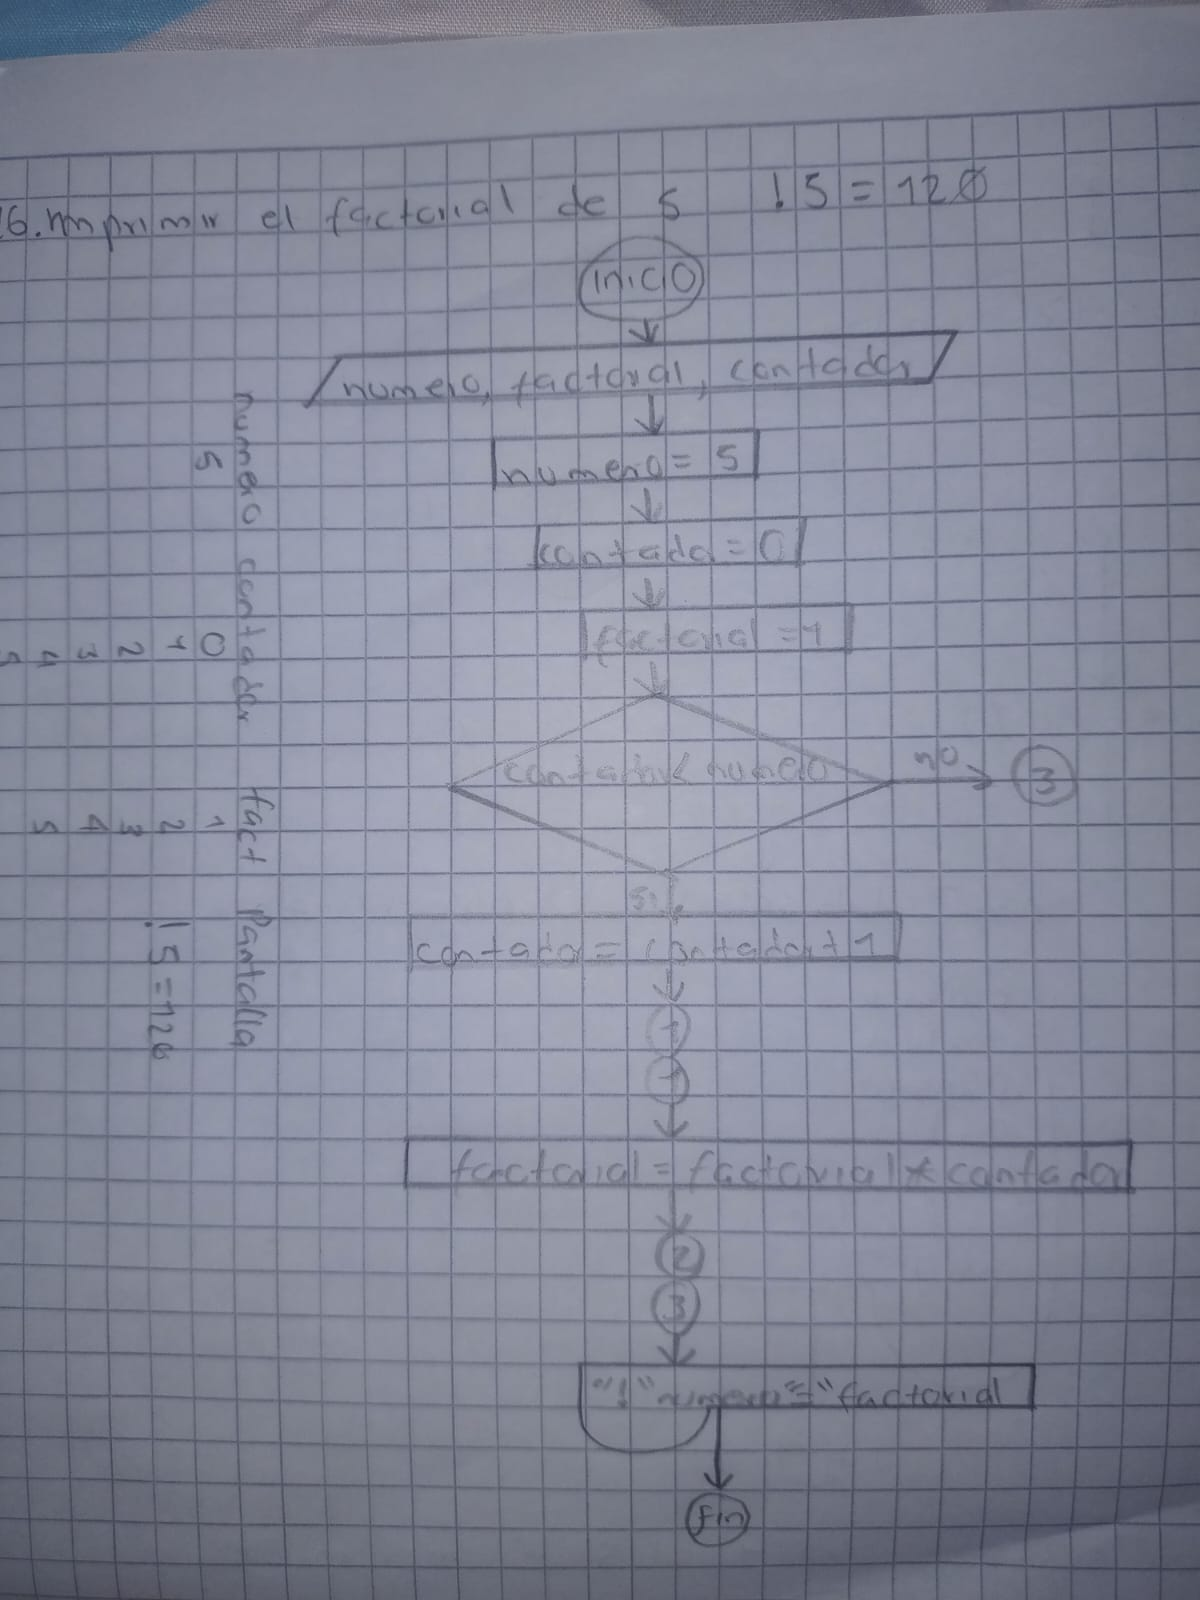 16. Imprimir el factorial de 5 !5=120
inicio
numero, factorial, contador
numero = 5
contador = 0
factorial = 1
contador < numero
no
3
si
contador = contador + 1
1
1
factorial = factorial * contador
2
3
"!" numero "=" factorial
Fin
numero contador fact Pantalla
5 0 1
1 2 !5=120
2 3
3 4
4 5
5